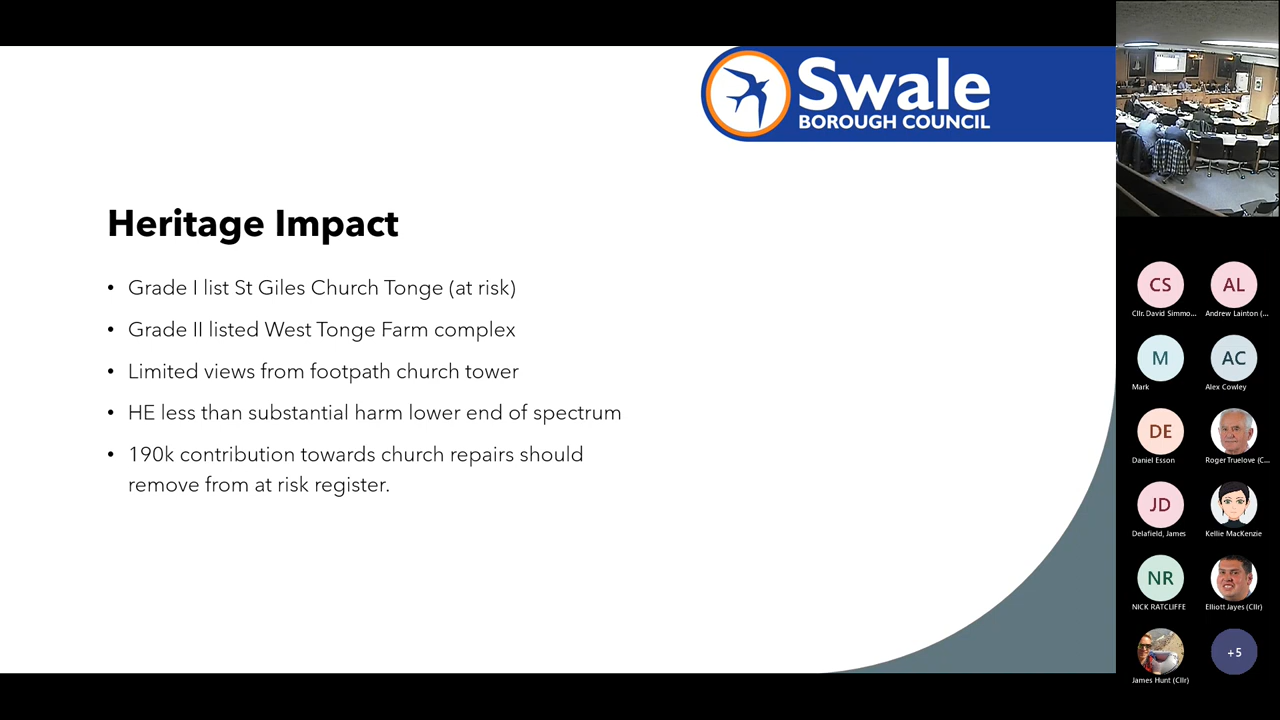 Swale
BOROUGH COUNCIL
Heritage Impact
• Grade I list St Giles Church Tonge (at risk)
• Grade II listed West Tonge Farm complex
• Limited views from footpath church tower
• HE less than substantial harm lower end of spectrum
• 190k contribution towards church repairs should
remove from at risk register.
CS
AL
Cllr. David Simmo...
Andrew Lainton (...
M
AC
Mark
Alex Cowley
DE
Daniel Esson
Roger Truelove (C...
JD
Delafield, James
Kellie MacKenzie
NR
NICK RATCLIFFE
Elliott Jayes (Cllr)
+5
James Hunt (Cllr)